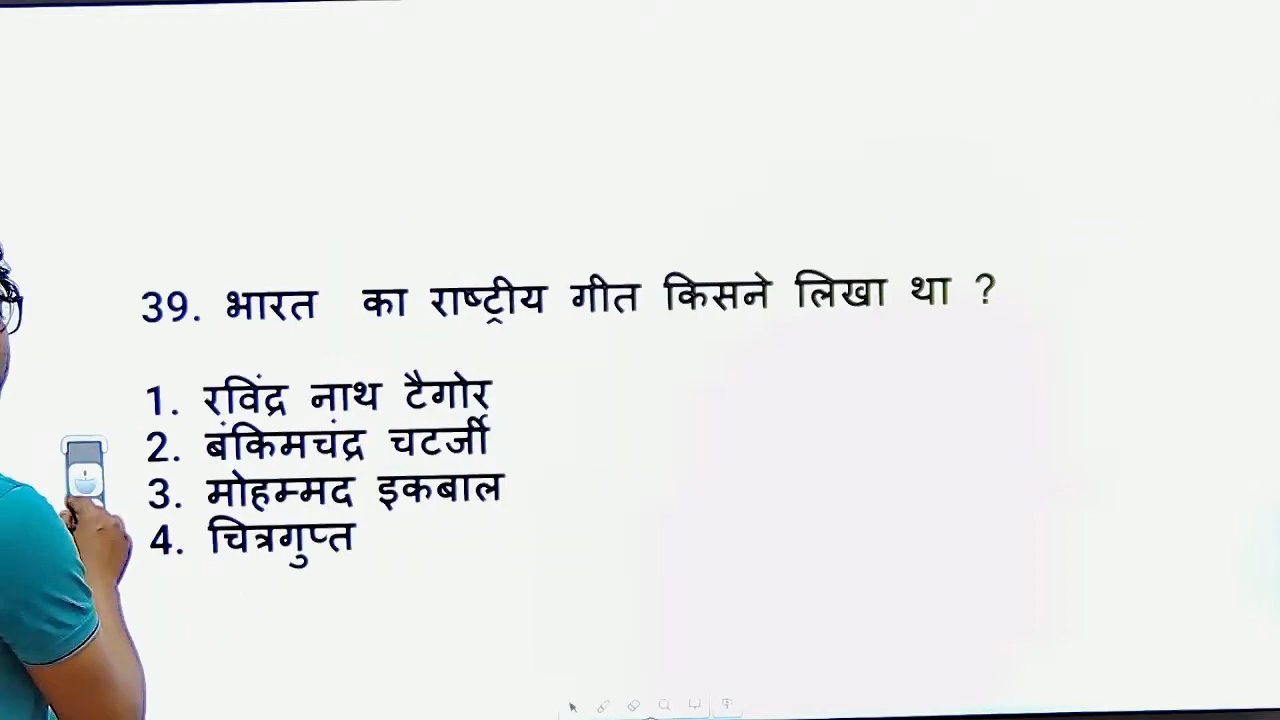 39. भारत का राष्ट्रीय गीत किसने लिखा था ?
1. रविंद्र नाथ टैगोर
2. बंकिमचंद्र चटर्जी
3. मोहम्मद इकबाल
4. चित्रगुप्त